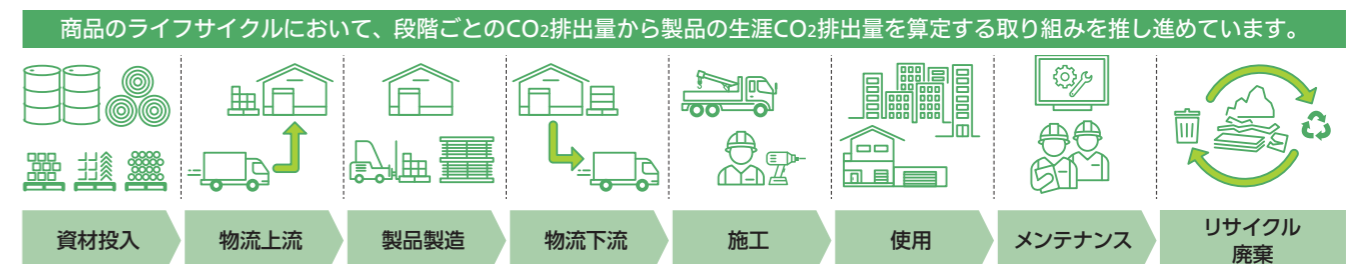 商品のライフサイクルにおいて、段階ごとのCO2排出量から製品の生涯CO2排出量を算定する取り組みを推し進めています。
資材投入
物流上流
製品製造
物流下流
施工
使用
メンテナンス
リサイクル
廃棄